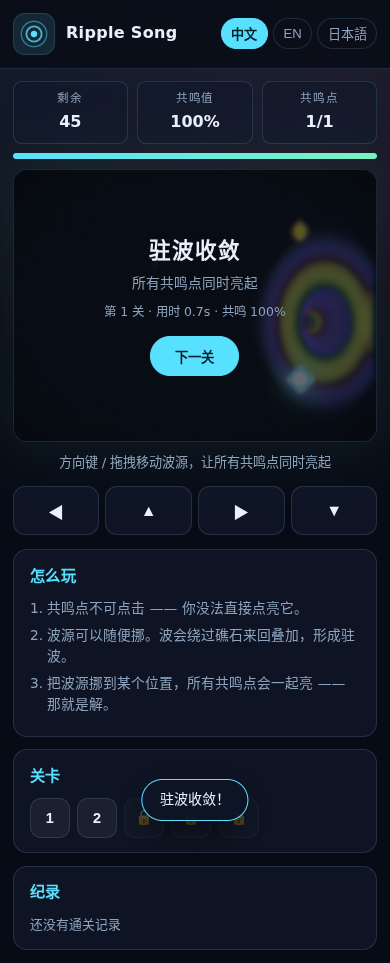 Ripple Song
中文
EN
日本語
剩余
45
共鸣值
100%
共鸣点
1/1
驻波收敛
所有共鸣点同时亮起
第 1 关 · 用时 0.7s · 共鸣 100%
下一关
方向键 / 拖拽移动波源，让所有共鸣点同时亮起
◀
▲
▶
▼
怎么玩
1. 共鸣点不可点击 —— 你没法直接点亮它。
2. 波源可以随便挪。波会绕过礁石来回叠加，形成驻
波。
3. 把波源挪到某个位置，所有共鸣点会一起亮 ——
那就是解。
关卡
驻波收敛！
1
2
纪录
还没有通关记录